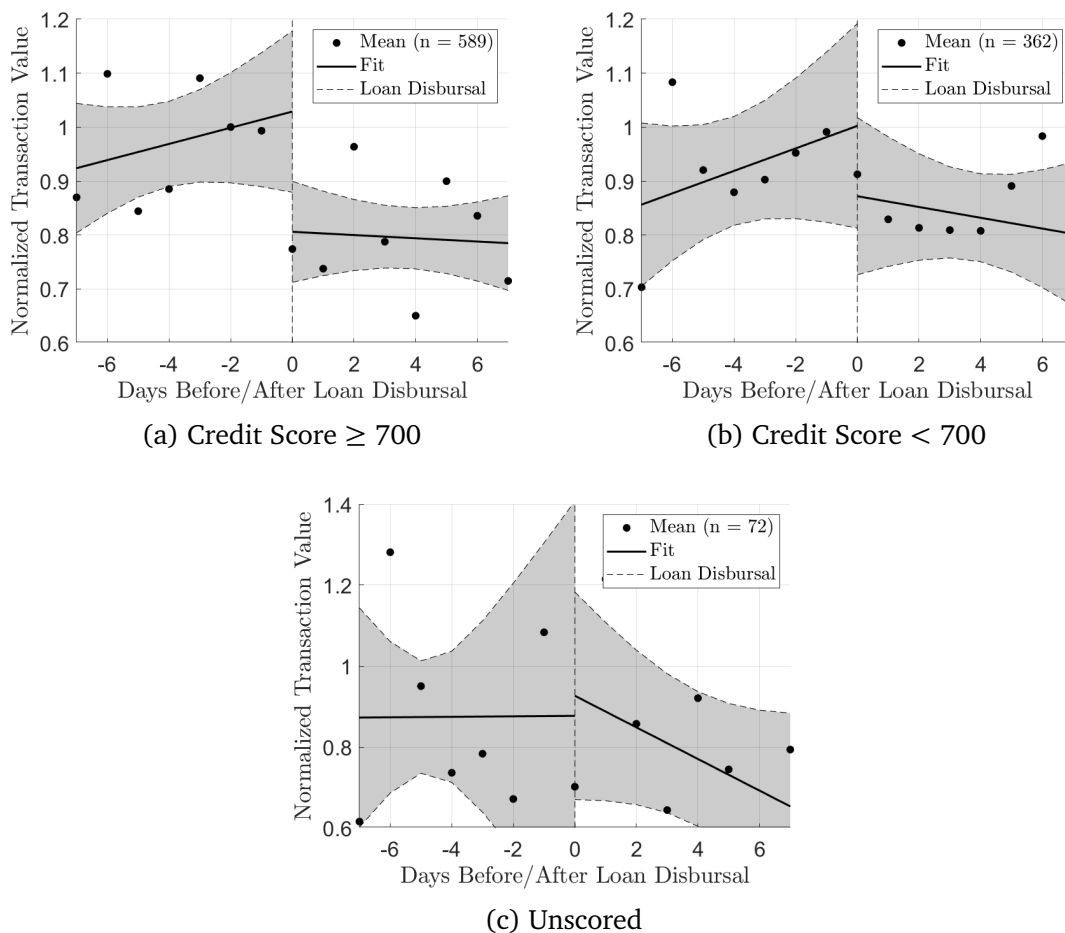 Normalized Transaction Value
1.2
1.1
1
0.9
0.8
0.7
0.6
Mean (n = 589)
Fit
Loan Disbursal
-6 -4 -2 0 2 4 6
Days Before/After Loan Disbursal
(a) Credit Score ≥ 700
Normalized Transaction Value
1.2
1.1
1
0.9
0.8
0.7
0.6
Mean (n = 362)
Fit
Loan Disbursal
-6 -4 -2 0 2 4 6
Days Before/After Loan Disbursal
(b) Credit Score < 700
Normalized Transaction Value
1.4
1.2
1
0.8
0.6
Mean (n = 72)
Fit
Loan Disbursal
-6 -4 -2 0 2 4 6
Days Before/After Loan Disbursal
(c) Unscored